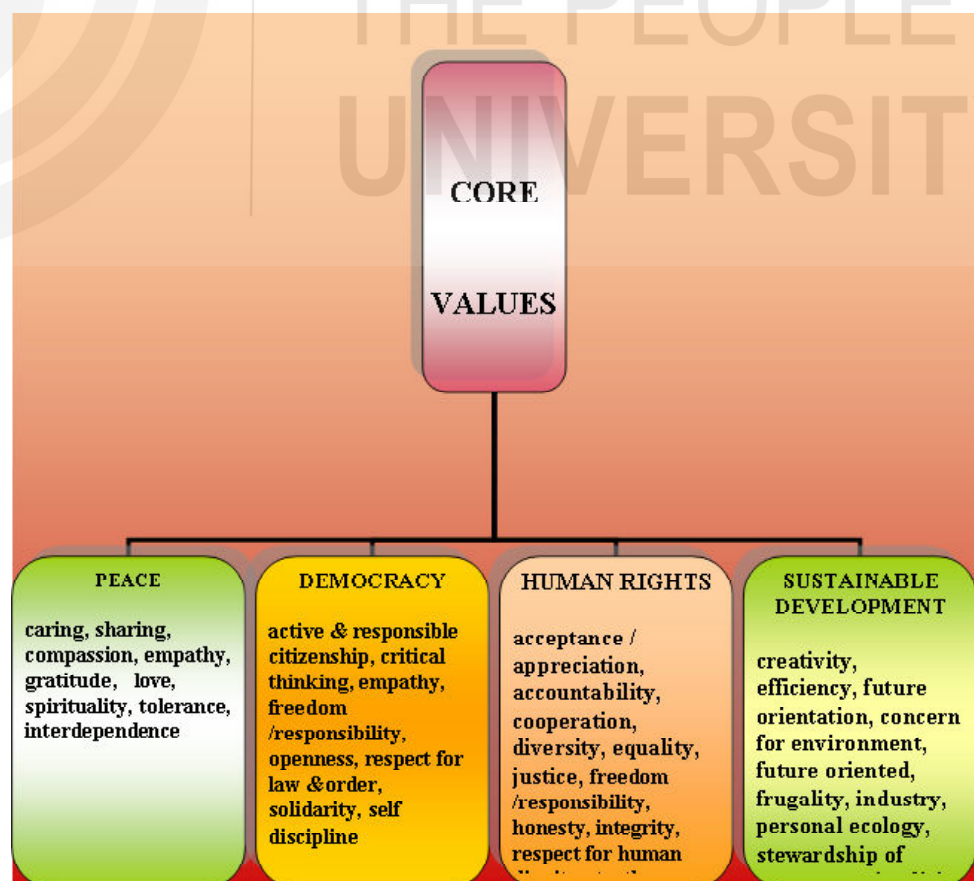 THE PEOPLE
UNIVERSIT
CORE
VALUES
PEACE
caring, sharing,
compassion, empathy,
gratitude, love,
spirituality, tolerance,
interdependence
DEMOCRACY
active & responsible
citizenship, critical
thinking, empathy,
freedom
/responsibility,
openness, respect for
law &order,
solidarity, self
discipline
HUMAN RIGHTS
acceptance /
appreciation,
accountability,
cooperation,
diversity, equality,
justice, freedom
/responsibility,
honesty, integrity,
respect for human
SUSTAINABLE
DEVELOPMENT
creativity,
efficiency, future
orientation, concern
for environment,
future oriented,
frugality, industry,
personal ecology,
stewardship of